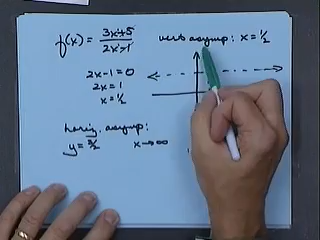 f(x) = 3x+5 / 2x-1
vert asymp: x = 1/2
2x-1=0
2x=1
x=1/2
horiz. asymp:
y = 3/2 x→∞